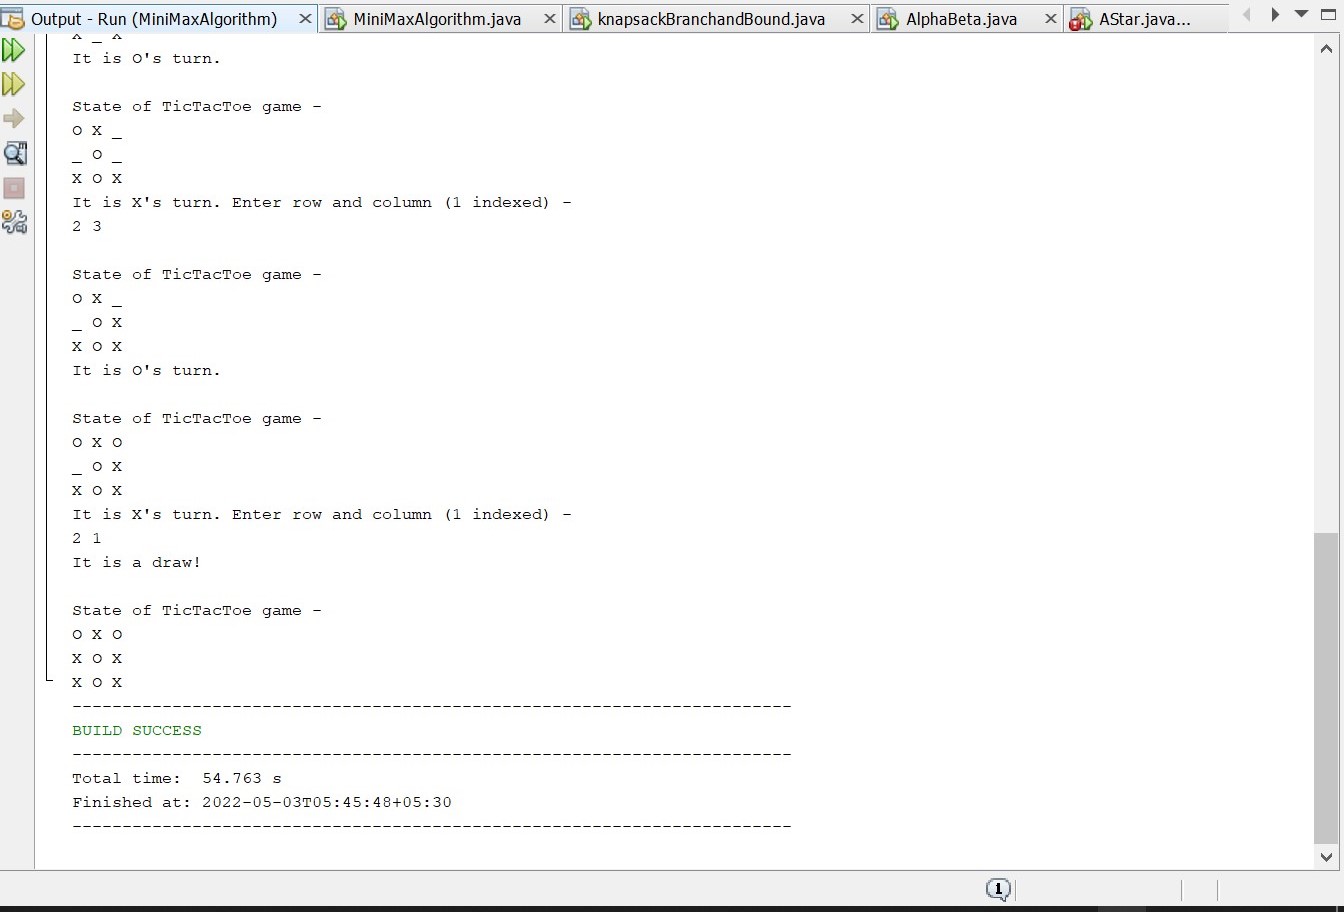 Output - Run (MiniMaxAlgorithm) MiniMaxAlgorithm.java knapsackBranchandBound.java AlphaBeta.java AStar.java...
X _ X
It is O's turn.
State of TicTacToe game -
O X _
_ O _
X O X
It is X's turn. Enter row and column (1 indexed) -
2 3
State of TicTacToe game -
O X _
_ O X
X O X
It is O's turn.
State of TicTacToe game -
O X O
_ O X
X O X
It is X's turn. Enter row and column (1 indexed) -
2 1
It is a draw!
State of TicTacToe game -
O X O
X O X
X O X
------------------------------------------------------------------------
BUILD SUCCESS
------------------------------------------------------------------------
Total time:  54.763 s
Finished at: 2022-05-03T05:45:48+05:30
------------------------------------------------------------------------
1